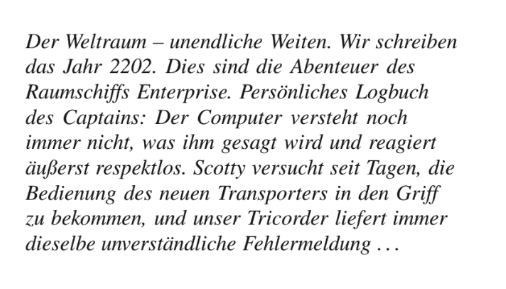 Der Weltraum – unendliche Weiten. Wir schreiben
das Jahr 2202. Dies sind die Abenteuer des
Raumschiffs Enterprise. Persönliches Logbuch
des Captains: Der Computer versteht noch
immer nicht, was ihm gesagt wird und reagiert
äußerst respektlos. Scotty versucht seit Tagen, die
Bedienung des neuen Transporters in den Griff
zu bekommen, und unser Tricorder liefert immer
dieselbe unverständliche Fehlermeldung . . .